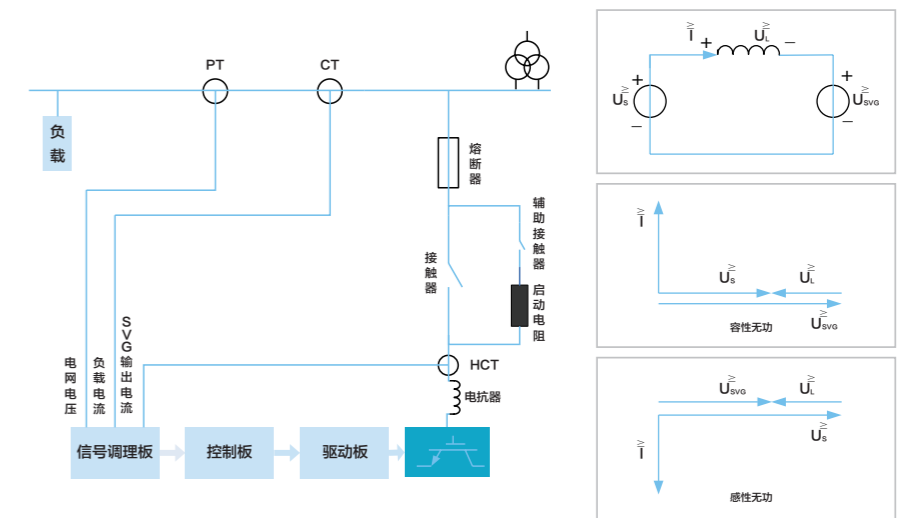 PT
CT
负载
熔断器
辅助接触器
接触器
启动电阻
HCT
电抗器
电网电压
负载电流
SVG输出电流
信号调理板
控制板
驱动板
≥ ≥
I + UL −
+ +
≥ ≥
US USVG
− −
≥
I
≥ ≥
US UL
≥
USVG
容性无功
≥ ≥
USVG UL
≥
US
≥
I
感性无功